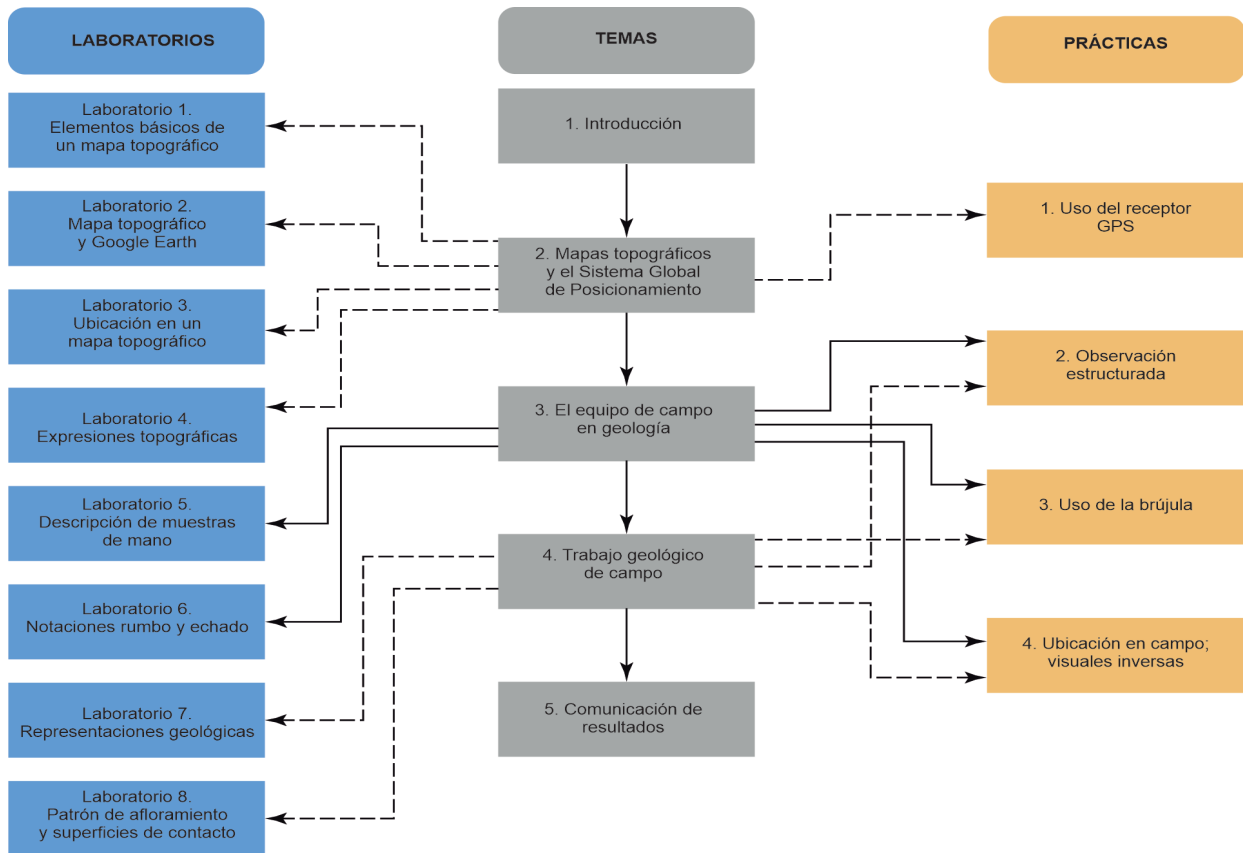 LABORATORIOS
Laboratorio 1.
Elementos básicos de
un mapa topográfico
Laboratorio 2.
Mapa topográfico
y Google Earth
Laboratorio 3.
Ubicación en un
mapa topográfico
Laboratorio 4.
Expresiones topográficas
Laboratorio 5.
Descripción de muestras
de mano
Laboratorio 6.
Notaciones rumbo y echado
Laboratorio 7.
Representaciones geológicas
Laboratorio 8.
Patrón de afloramiento
y superficies de contacto
TEMAS
1. Introducción
2. Mapas topográficos
y el Sistema Global
de Posicionamiento
3. El equipo de campo
en geología
4. Trabajo geológico
de campo
5. Comunicación de
resultados
PRÁCTICAS
1. Uso del receptor
GPS
2. Observación
estructurada
3. Uso de la brújula
4. Ubicación en campo;
visuales inversas